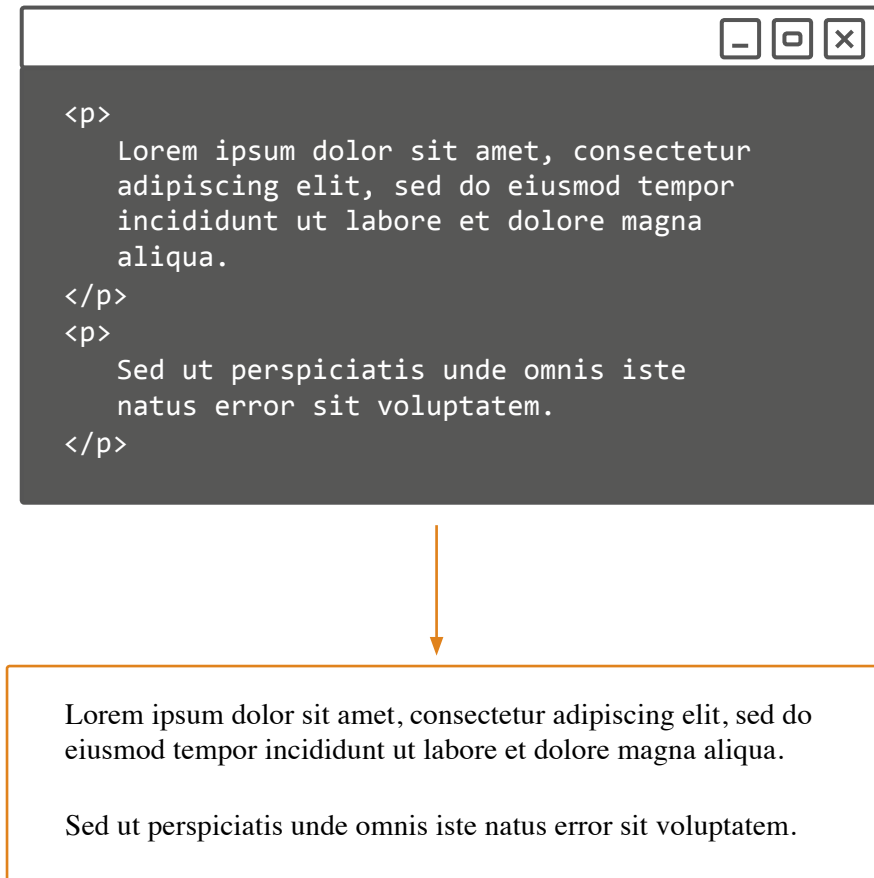 <p>
Lorem ipsum dolor sit amet, consectetur
adipiscing elit, sed do eiusmod tempor
incididunt ut labore et dolore magna
aliqua.
</p>
<p>
Sed ut perspiciatis unde omnis iste
natus error sit voluptatem.
</p>
Lorem ipsum dolor sit amet, consectetur adipiscing elit, sed do
eiusmod tempor incididunt ut labore et dolore magna aliqua.
Sed ut perspiciatis unde omnis iste natus error sit voluptatem.